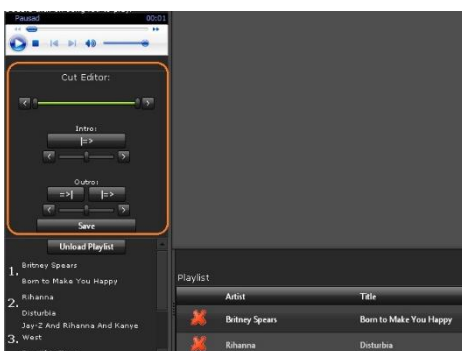 Pausad 00:01
Cut Editor:
< >
Intro:
|=>
< >
Outro:
=>| |=>
< >
Save
Unload Playlist
1. Britney Spears
Born to Make You Happy
2. Rihanna
Disturbia
3. Jay-Z And Rihanna And Kanye
West
Playlist
Artist Title
Britney Spears Born to Make You Happy
Rihanna Disturbia